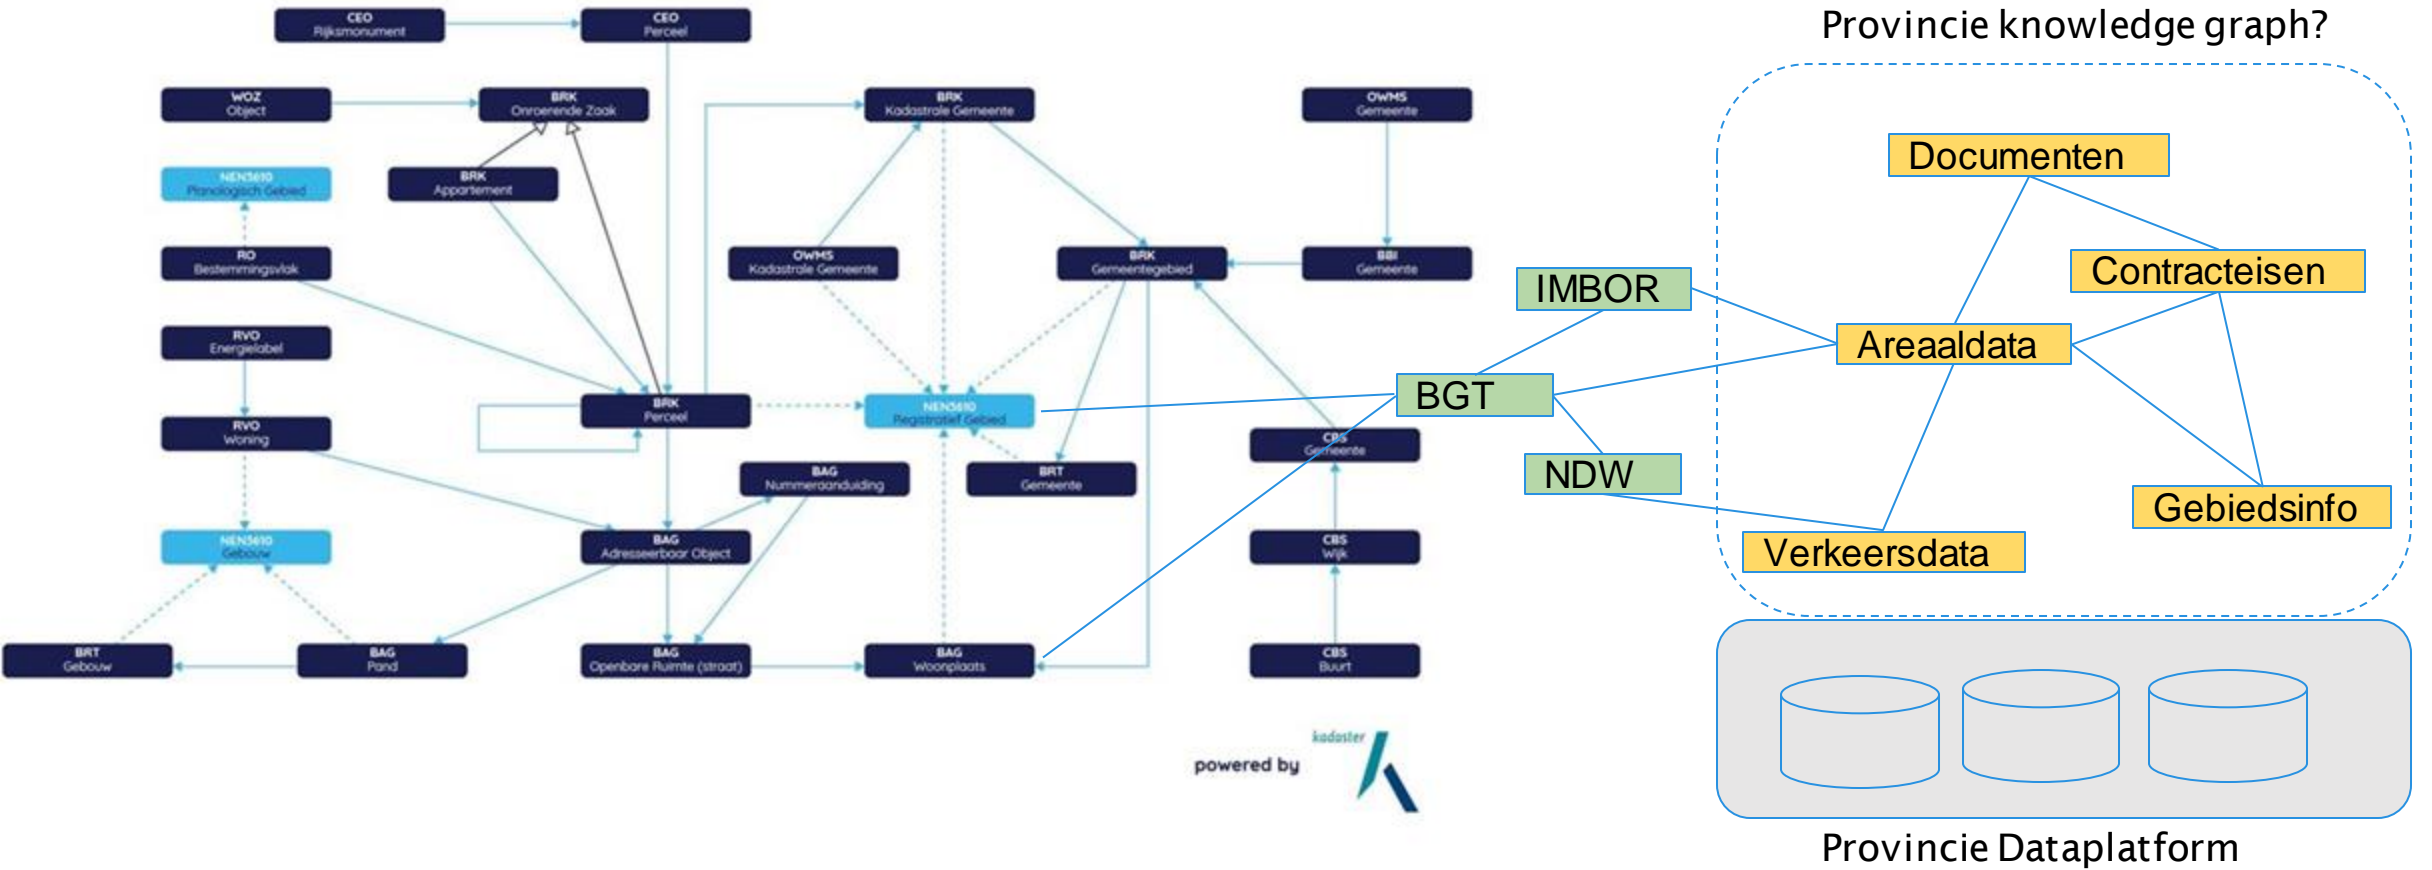 Provincie knowledge graph?
CEO
Rijksmonument
CEO
Perceel
WOZ
Object
BRK
Onroerende Zaak
BRK
Kadastrale Gemeente
OWMS
Gemeente
NEN3610
Planologisch Gebied
BRK
Appartement
Documenten
RO
Bestemmingsvlak
OWMS
Kadastrale Gemeente
BRK
Gemeentegebied
BBI
Gemeente
IMBOR
Contracteisen
RVO
Energielabel
Areaaldata
BRK
Perceel
NEN3610
Registratief Gebied
BGT
RVO
Woning
CBS
Gemeente
BAG
Nummeraanduiding
BRT
Gemeente
NDW
Gebiedsinfo
NEN3610
Gebouw
BAG
Adresseerbaar Object
CBS
Wijk
Verkeersdata
BRT
Gebouw
BAG
Pand
BAG
Openbare Ruimte (straat)
BAG
Woonplaats
CBS
Buurt
kadaster
powered by
Provincie Dataplatform